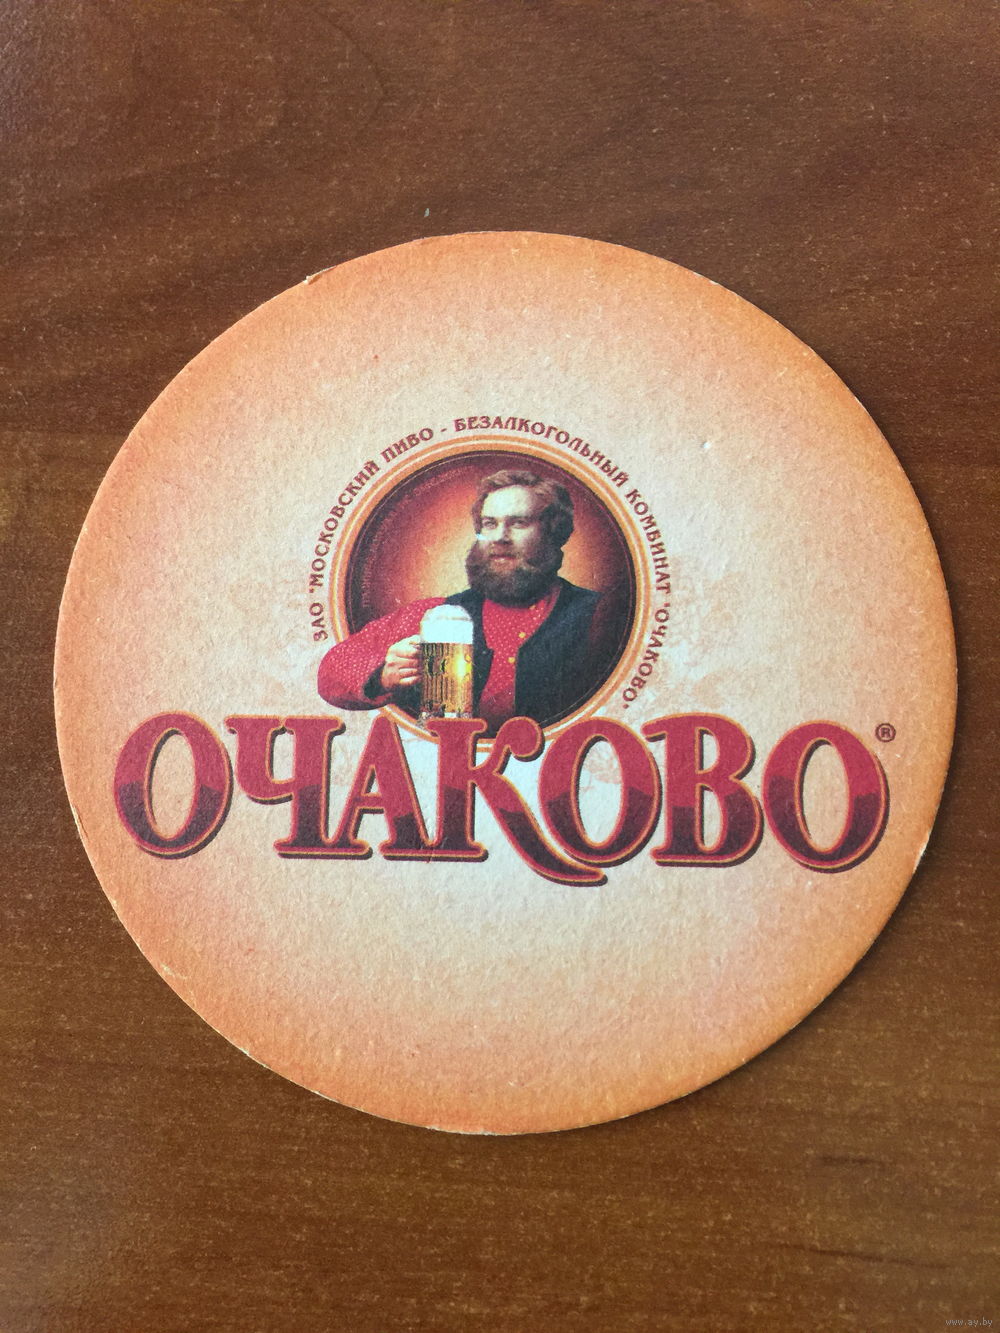 ЗАО "МОСКОВСКИЙ ПИВО - БЕЗАЛКОГОЛЬНЫЙ КОМБИНАТ "ОЧАКОВО"
ОЧАКОВО®
www.ay.by